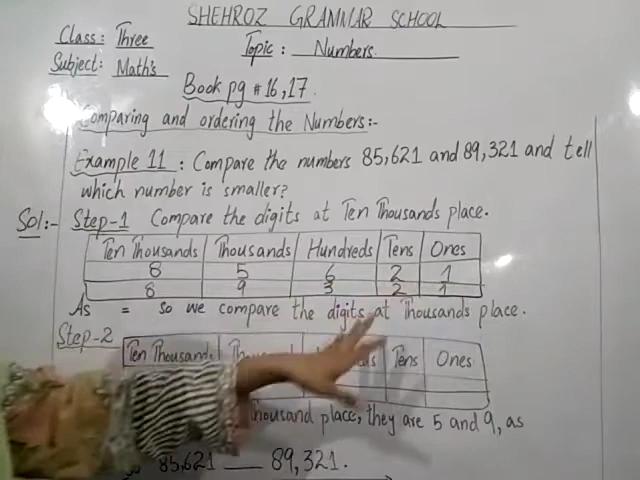 SHEHROZ GRAMMAR SCHOOL
Class: Three
Topic: Numbers.
Subject: Math's
Book pg # 16,17.
Comparing and ordering the Numbers:-
Example 11: Compare the numbers 85,621 and 89,321 and tell
which number is smaller?
Sol:- Step-1 Compare the digits at Ten Thousands place.
Ten Thousands Thousands Hundreds Tens Ones
8 5 6 2 1
8 9 3 2 1
As = so we compare the digits at Thousands place.
Step-2
Ten Thousands Tens Ones
Thousand place, they are 5 and 9, as
85,621 ___ 89,321.